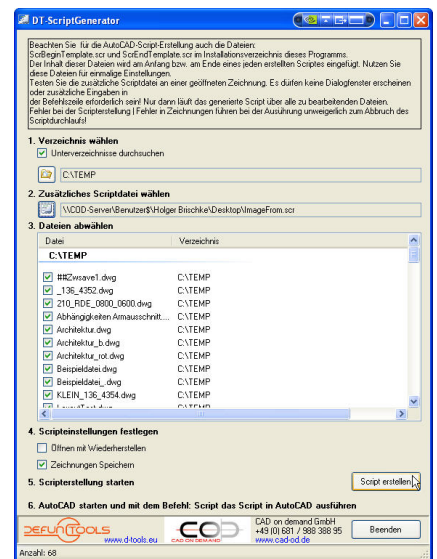 DT-ScriptGenerator
Beachten Sie für die AutoCAD-Script-Erstellung auch die Dateien:
ScrBeginTemplate.scr und ScrEndTemplate.scr im Installationsverzeichnis dieses Programms.
Der Inhalt dieser Dateien wird am Anfang bzw. am Ende eines jeden erstellten Scriptes eingefügt. Nutzen Sie
diese Dateien für einmalige Einstellungen.
Testen Sie die zusätzliche Scriptdatei an einer geöffneten Zeichnung. Es dürfen keine Dialogfenster erscheinen
oder zusätzliche Eingaben in
der Befehlszeile erforderlich sein! Nur dann läuft das generierte Script über alle zu bearbeitenden Dateien.
Fehler bei der Scripterstellung | Fehler in Zeichnungen führen bei der Ausührung unweigerlich zum Abbruch des
Scriptdurchlaufs!
1. Verzeichnis wählen
Unterverzeichnisse durchsuchen
C:\TEMP
2. Zusätzliches Scriptdatei wählen
\\COD-Server\Benutzer$\Holger Brischke\Desktop\ImageFrom.scr
3. Dateien abwählen
Datei Verzeichnis
C:\TEMP
##Zwsave1.dwg C:\TEMP
_136_4352.dwg C:\TEMP
210_RDE_0800_0600.dwg C:\TEMP
Abhängigkeiten Armausschnitt.... C:\TEMP
Architektur.dwg C:\TEMP
Architektur_b.dwg C:\TEMP
Architektur_rot.dwg C:\TEMP
Beispieldatei.dwg C:\TEMP
Beispieldatei_.dwg C:\TEMP
KLEIN_136_4354.dwg C:\TEMP
LayoutTest.dwg C:\TEMP
4. Scripteinstellungen festlegen
Öffnen mit Wiederherstellen
Zeichnungen Speichern
5. Scripterstellung starten
Script erstellen
6. AutoCAD starten und mit dem Befehl: Script das Script in AutoCAD ausführen
DEFUN TOOLS
www.d-tools.eu
COD
CAD ON DEMAND
CAD on demand GmbH
+49 (0) 681 / 988 388 95
www.cad-od.de
Beenden
Anzahl: 68